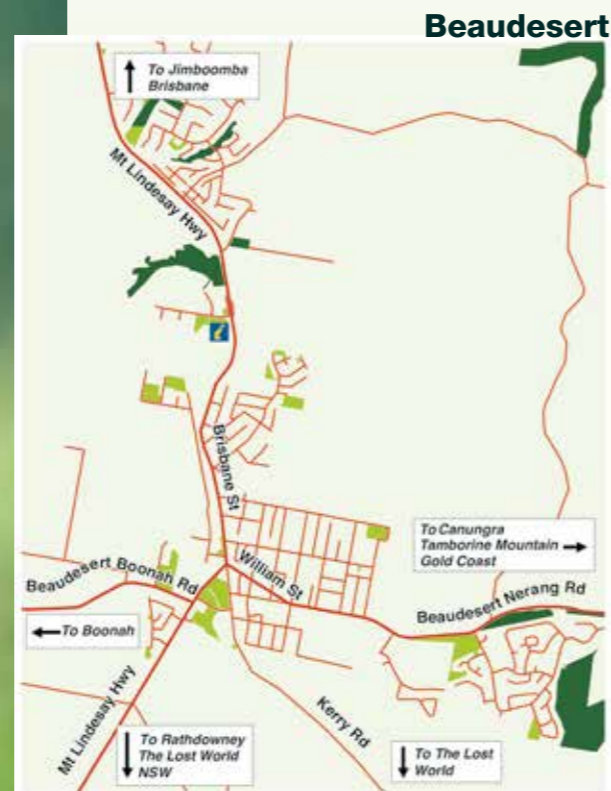 Beaudesert
To Jimboomba
Brisbane
Mt Lindesay Hwy
i
Brisbane St
To Canungra
Tamborine Mountain
Gold Coast
William St
Beaudesert Boonah Rd
Beaudesert Nerang Rd
To Boonah
Mt Lindesay Hwy
Kerry Rd
To Rathdowney
The Lost World
NSW
To The Lost
World